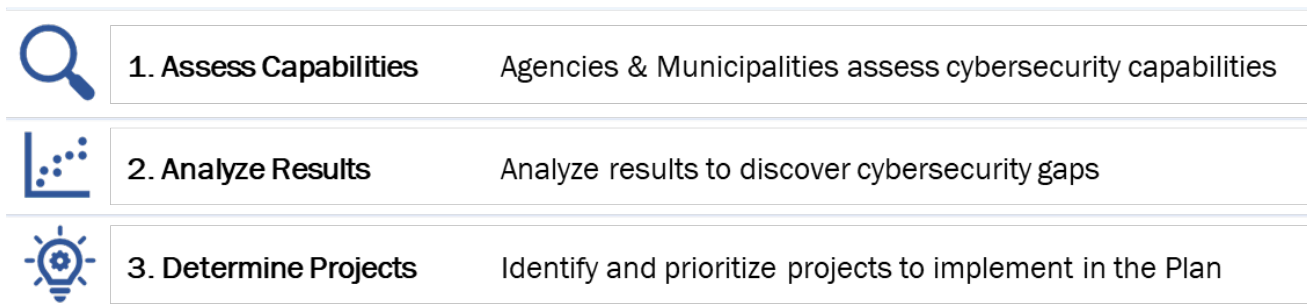 1. Assess Capabilities Agencies & Municipalities assess cybersecurity capabilities
2. Analyze Results Analyze results to discover cybersecurity gaps
3. Determine Projects Identify and prioritize projects to implement in the Plan